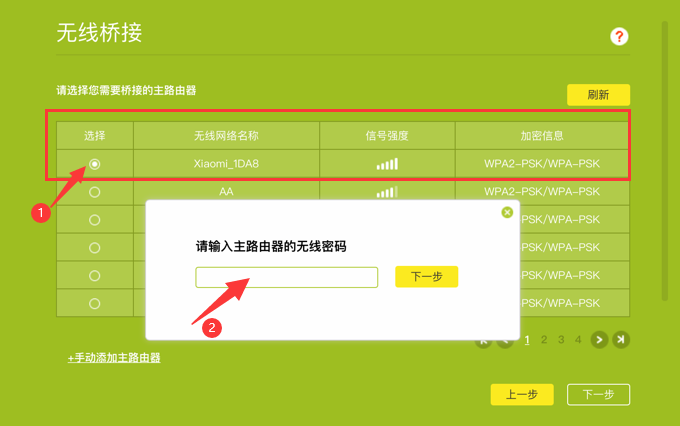 无线桥接
?
请选择您需要桥接的主路由器
刷新
选择 无线网络名称 信号强度 加密信息
Xiaomi_1DA8 WPA2-PSK/WPA-PSK
1
AA WPA2-PSK/WPA-PSK
PSK/WPA-PSK
请输入主路由器的无线密码
PSK/WPA-PSK
下一步
PSK/WPA-PSK
2
PSK/WPA-PSK
1 2 3 4
+手动添加主路由器
上一步 下一步